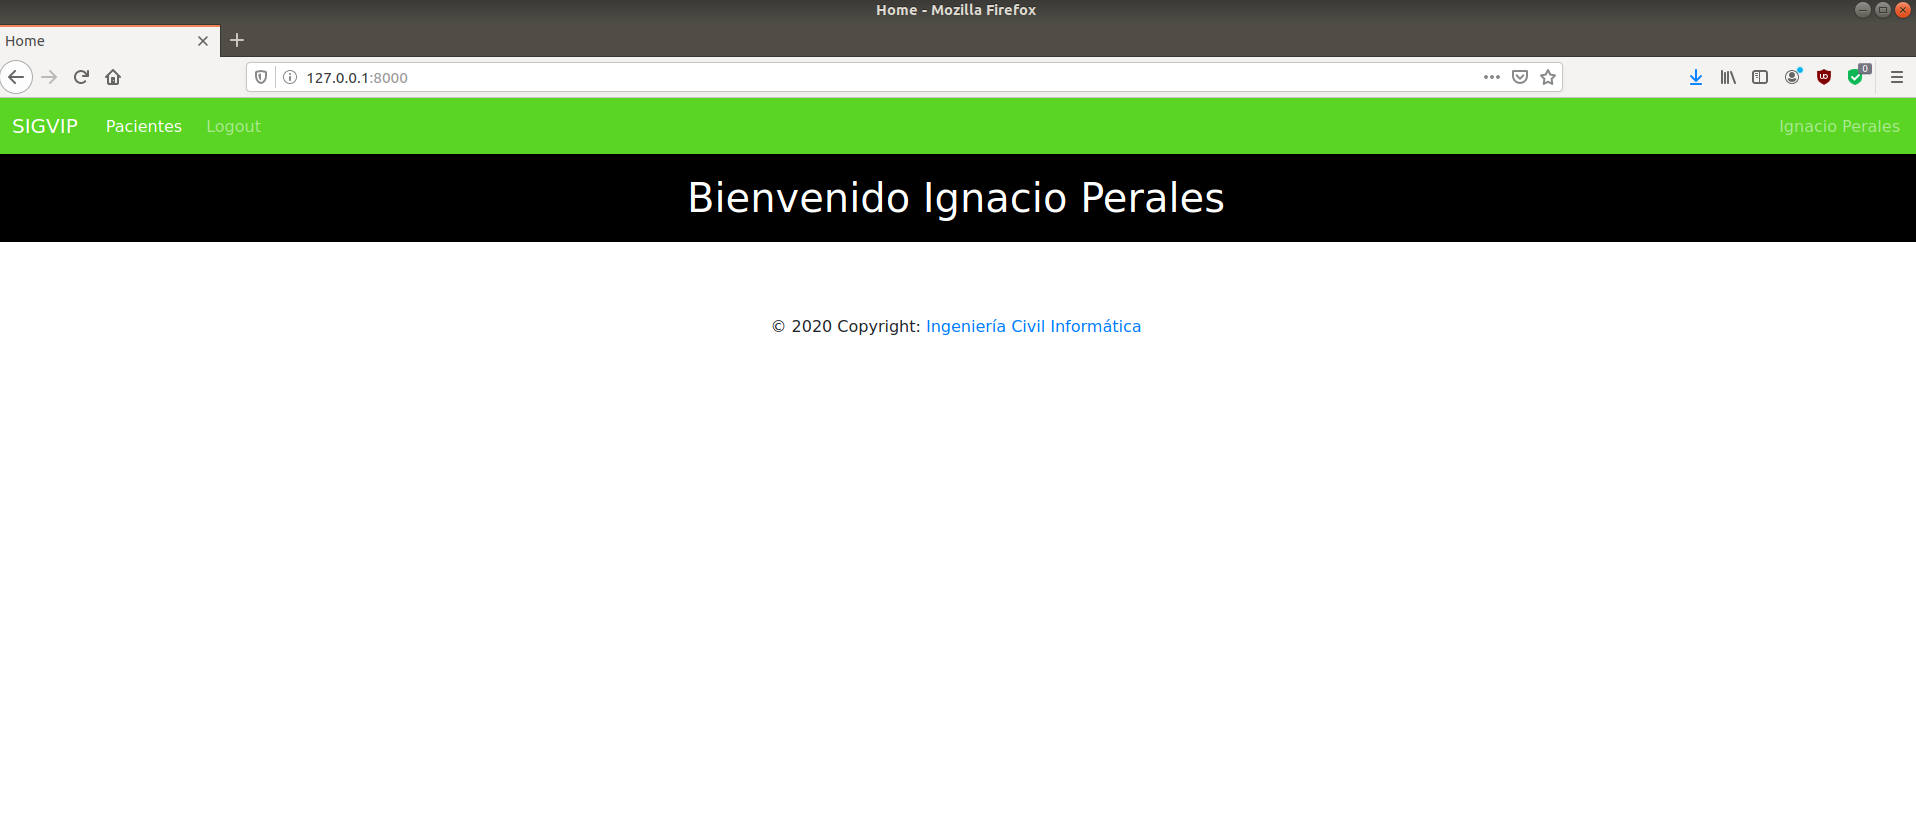 Home - Mozilla Firefox
Home
127.0.0.1:8000
0
SIGVIP Pacientes Logout Ignacio Perales
Bienvenido Ignacio Perales
© 2020 Copyright: Ingeniería Civil Informática